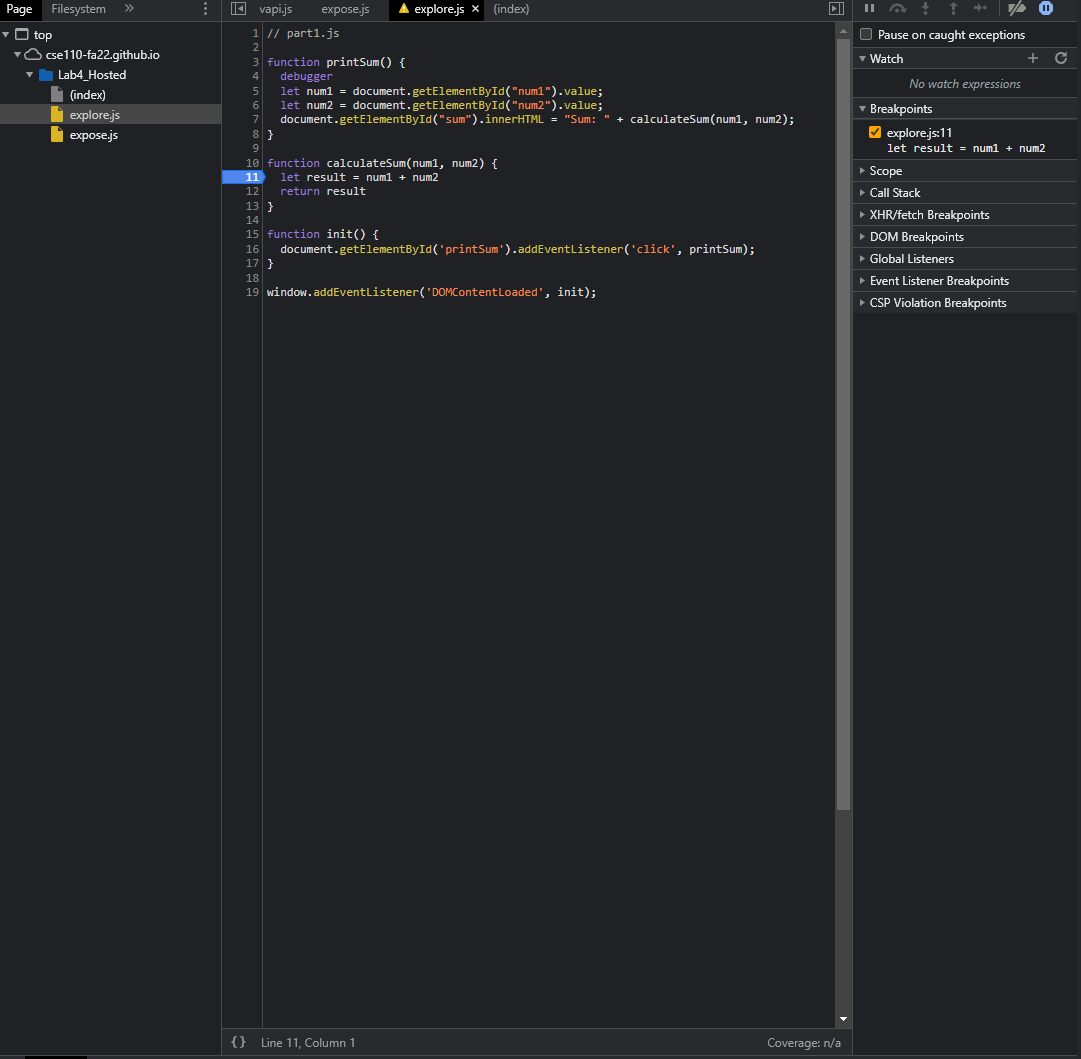 Page Filesystem
top
cse110-fa22.github.io
Lab4_Hosted
(index)
explore.js
expose.js
vapi.js expose.js explore.js × (index)
1 // part1.js
2
3 function printSum() {
4 debugger
5 let num1 = document.getElementById("num1").value;
6 let num2 = document.getElementById("num2").value;
7 document.getElementById("sum").innerHTML = "Sum: " + calculateSum(num1, num2);
8 }
9
10 function calculateSum(num1, num2) {
11 let result = num1 + num2
12 return result
13 }
14
15 function init() {
16 document.getElementById('printSum').addEventListener('click', printSum);
17 }
18
19 window.addEventListener('DOMContentLoaded', init);
{} Line 11, Column 1 Coverage: n/a
Pause on caught exceptions
Watch
No watch expressions
Breakpoints
explore.js:11
let result = num1 + num2
Scope
Call Stack
XHR/fetch Breakpoints
DOM Breakpoints
Global Listeners
Event Listener Breakpoints
CSP Violation Breakpoints